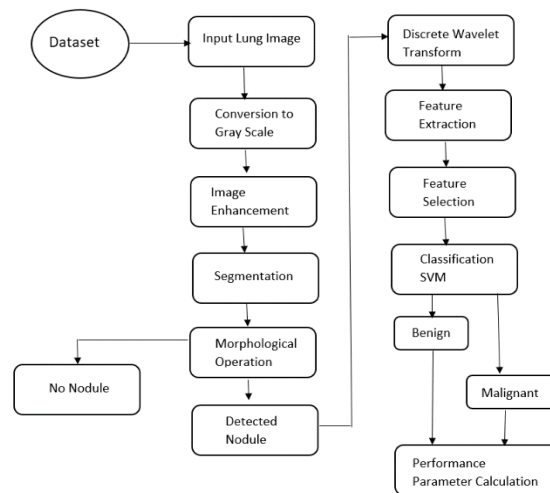 Dataset
Input Lung Image
Conversion to
Gray Scale
Image
Enhancement
Segmentation
Morphological
Operation
No Nodule
Detected
Nodule
Discrete Wavelet
Transform
Feature
Extraction
Feature
Selection
Classification
SVM
Benign
Malignant
Performance
Parameter Calculation